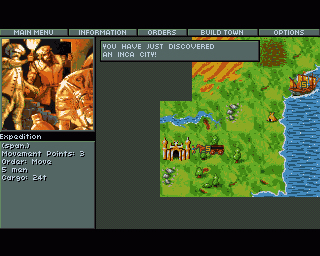 MAIN MENU INFORMATION ORDERS BUILD TOWN OPTIONS
YOU HAVE JUST DISCOVERED
AN INCA CITY!
Expedition
(span.)
Movement Points: 3
Order: Move
5 men
Cargo: 24t